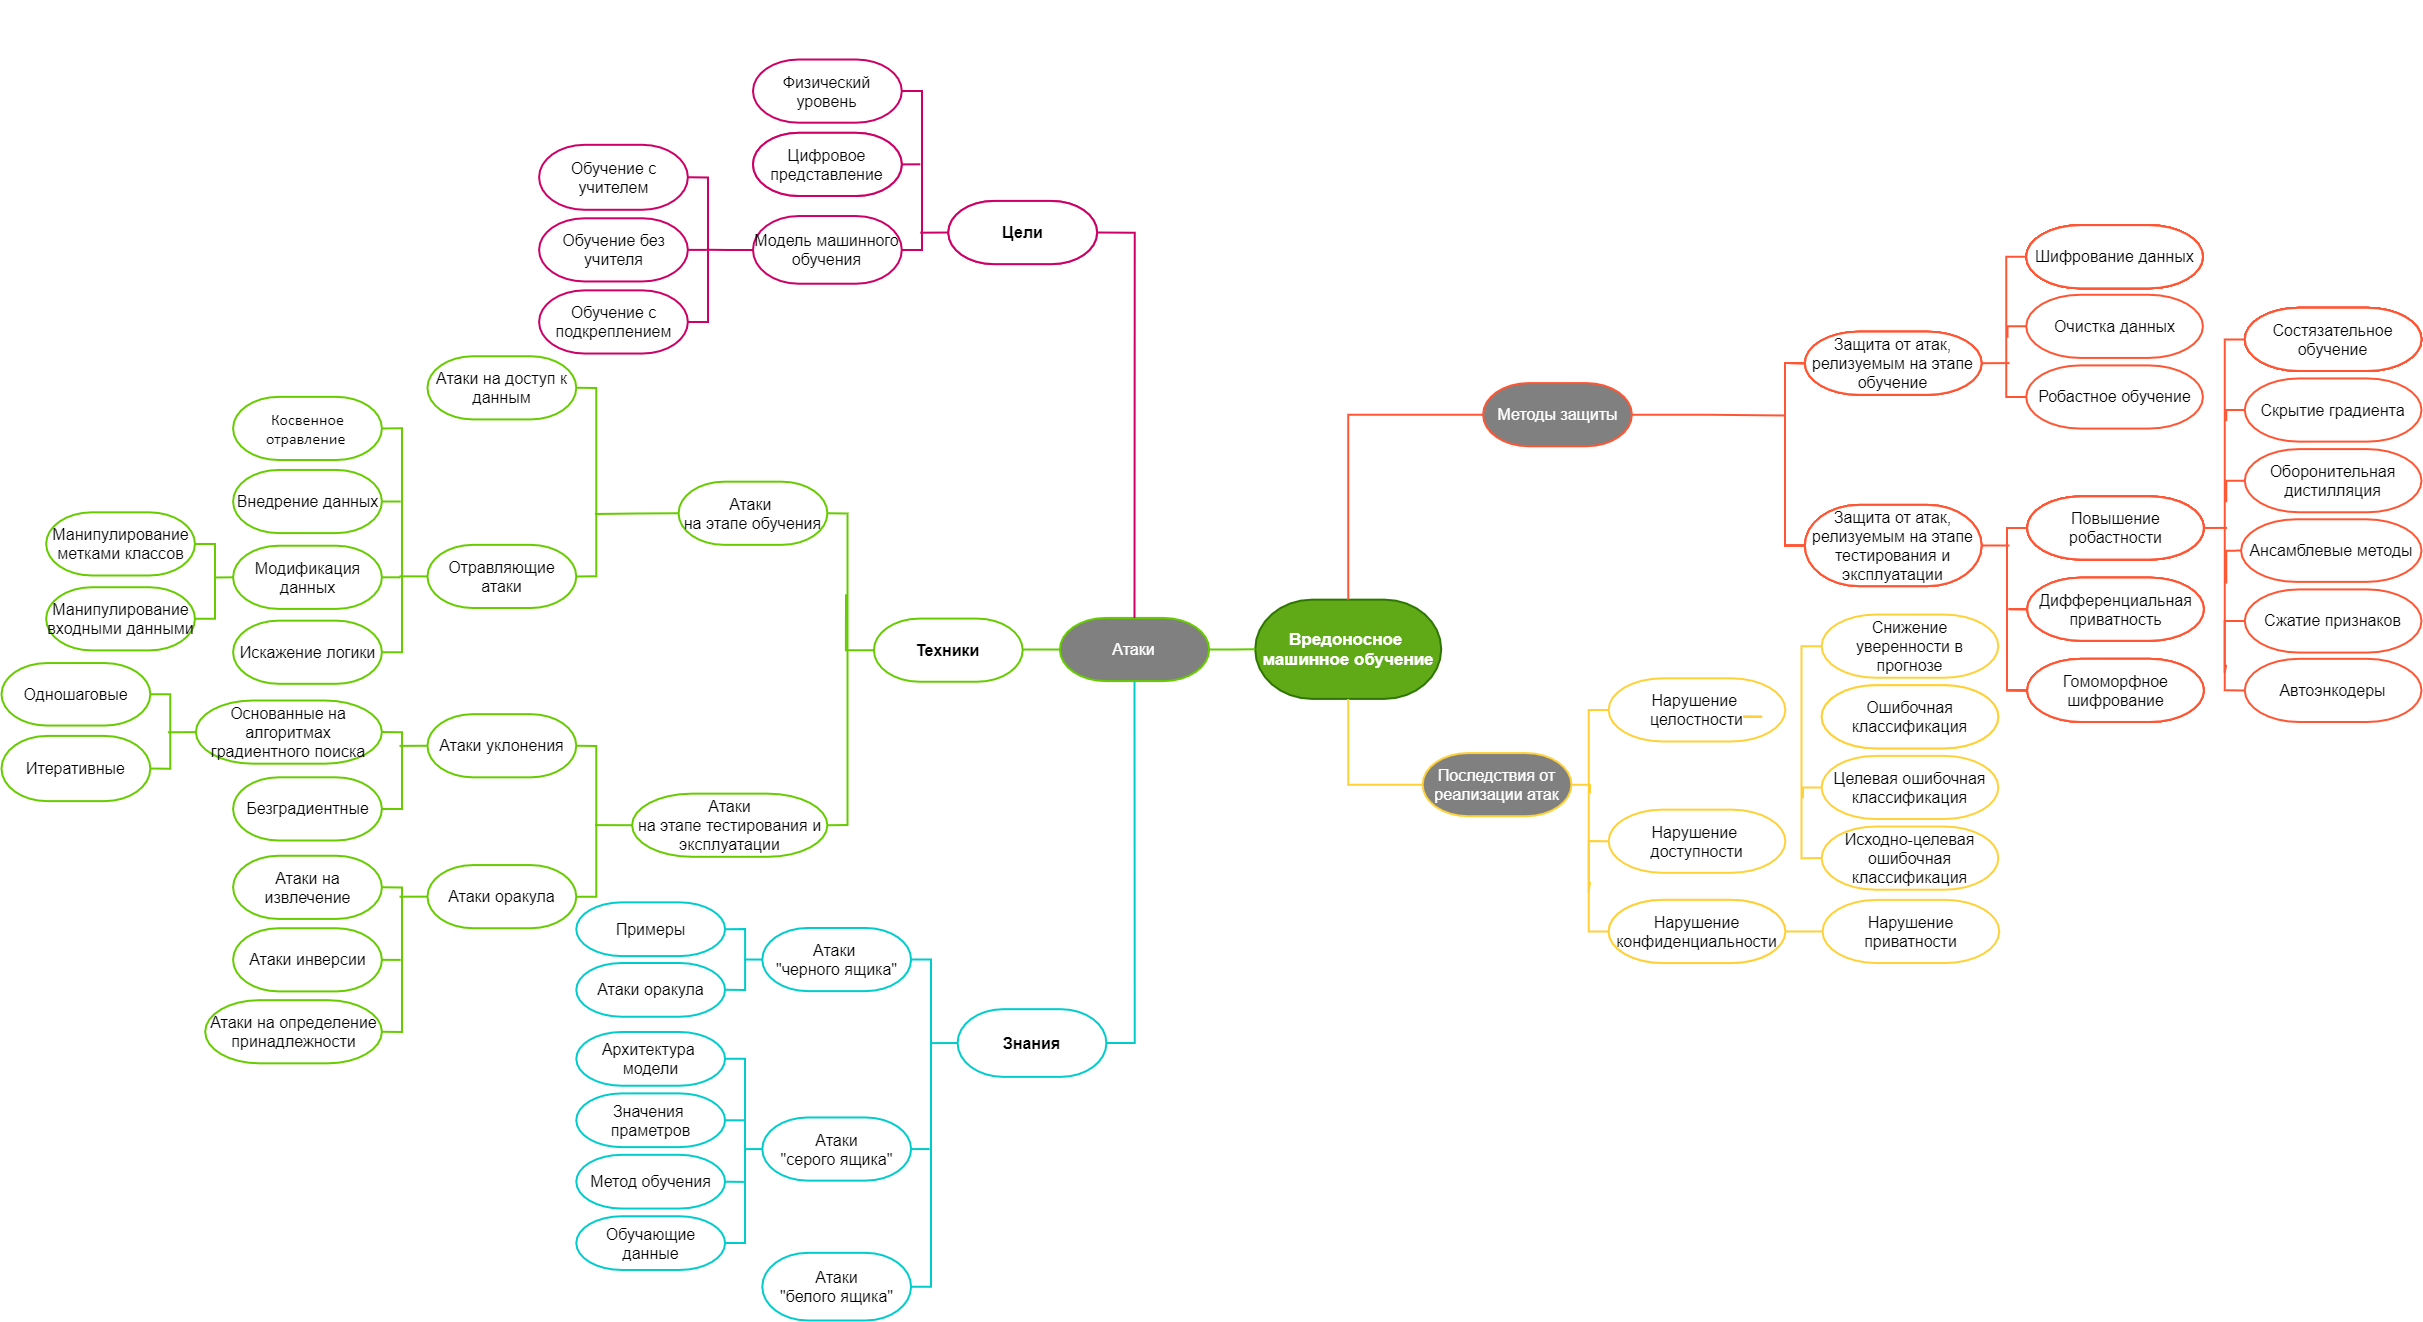 Физический
уровень
Цифровое
представление
Модель машинного
обучения
Обучение с
учителем
Обучение без
учителя
Обучение с
подкреплением
Цели
Атаки на доступ к
данным
Косвенное
отравление
Внедрение данных
Манипулирование
метками классов
Модификация
данных
Манипулирование
входными данными
Искажение логики
Отравляющие
атаки
Атаки
на этапе обучения
Одношаговые
Основанные на
алгоритмах
градиентного поиска
Итеративные
Безградиентные
Атаки уклонения
Атаки
на этапе тестирования и
эксплуатации
Атаки на
извлечение
Атаки оракула
Атаки инверсии
Атаки на определение
принадлежности
Техники
Атаки
Примеры
Атаки оракула
Атаки
"черного ящика"
Архитектура
модели
Значения
праметров
Метод обучения
Обучающие
данные
Атаки
"серого ящика"
Атаки
"белого ящика"
Знания
Вредоносное
машинное обучение
Методы защиты
Защита от атак,
релизуемым на этапе
обучение
Шифрование данных
Очистка данных
Робастное обучение
Защита от атак,
релизуемым на этапе
тестирования и
эксплуатации
Повышение
робастности
Дифференциальная
приватность
Гомоморфное
шифрование
Состязательное
обучение
Скрытие градиента
Оборонительная
дистилляция
Ансамблевые методы
Сжатие признаков
Автоэнкодеры
Последствия от
реализации атак
Нарушение
целостности
Нарушение
доступности
Нарушение
конфиденциальности
Снижение
уверенности в
прогнозе
Ошибочная
классификация
Целевая ошибочная
классификация
Исходно-целевая
ошибочная
классификация
Нарушение
приватности